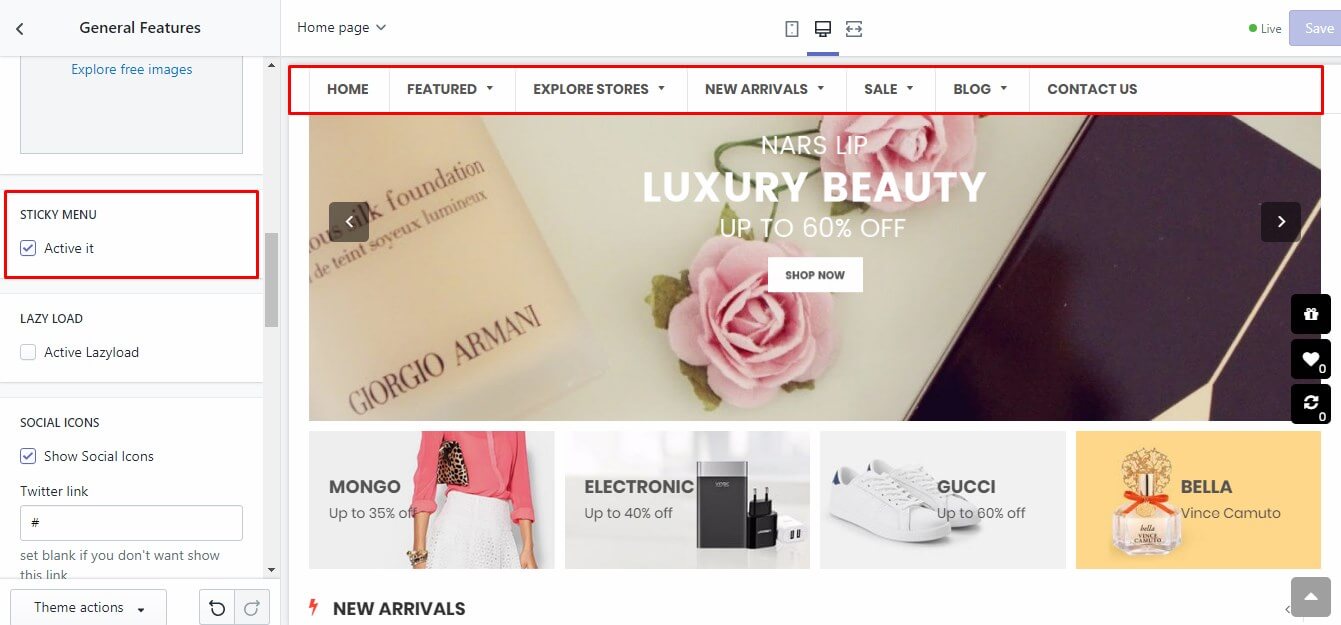 General Features
Home page
Live
Save
Explore free images
STICKY MENU
Active it
LAZY LOAD
Active Lazyload
SOCIAL ICONS
Show Social Icons
Twitter link
#
set blank if you don't want show
this link
Theme actions
HOME
FEATURED
EXPLORE STORES
NEW ARRIVALS
SALE
BLOG
CONTACT US
silk foundation
de teint soyeux lumineux
GIORGIO ARMANI
NARS LIP
LUXURY BEAUTY
UP TO 60% OFF
SHOP NOW
0
0
MONGO
Up to 35% off
ELECTRONIC
Up to 40% off
GUCCI
Up to 60% off
bella
VINCE CAMUTO
BELLA
Vince Camuto
NEW ARRIVALS